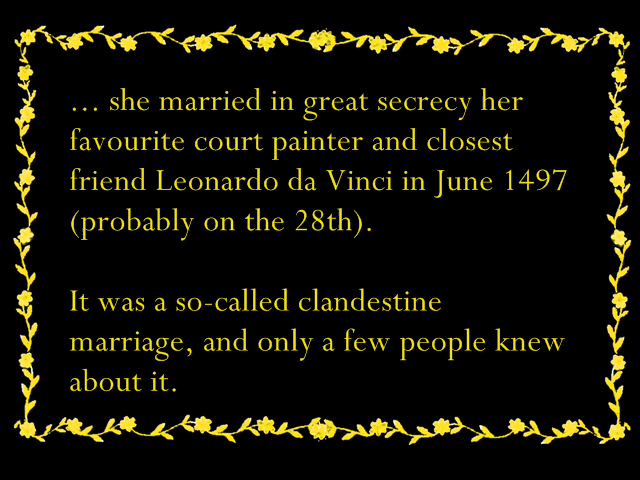 ... she married in great secrecy her
favourite court painter and closest
friend Leonardo da Vinci in June 1497
(probably on the 28th).
It was a so-called clandestine
marriage, and only a few people knew
about it.